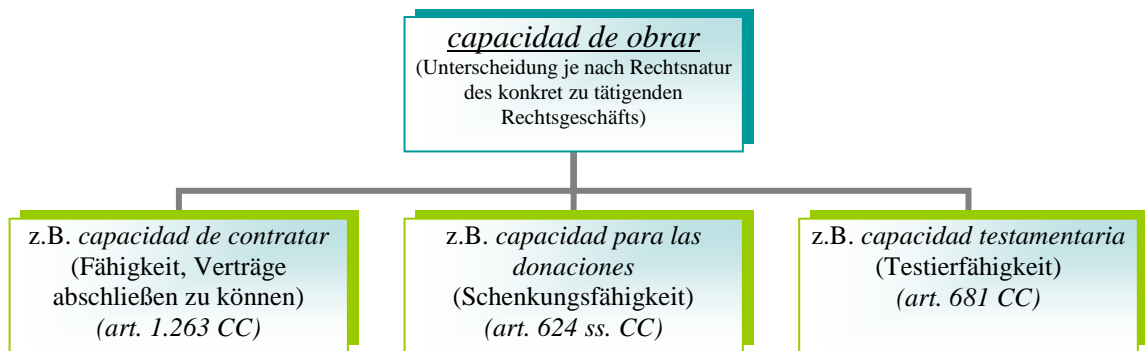 capacidad de obrar
(Unterscheidung je nach Rechtsnatur
des konkret zu tätigenden
Rechtsgeschäfts)
z.B. capacidad de contratar
(Fähigkeit, Verträge
abschließen zu können)
(art. 1.263 CC)
z.B. capacidad para las
donaciones
(Schenkungsfähigkeit)
(art. 624 ss. CC)
z.B. capacidad testamentaria
(Testierfähigkeit)
(art. 681 CC)